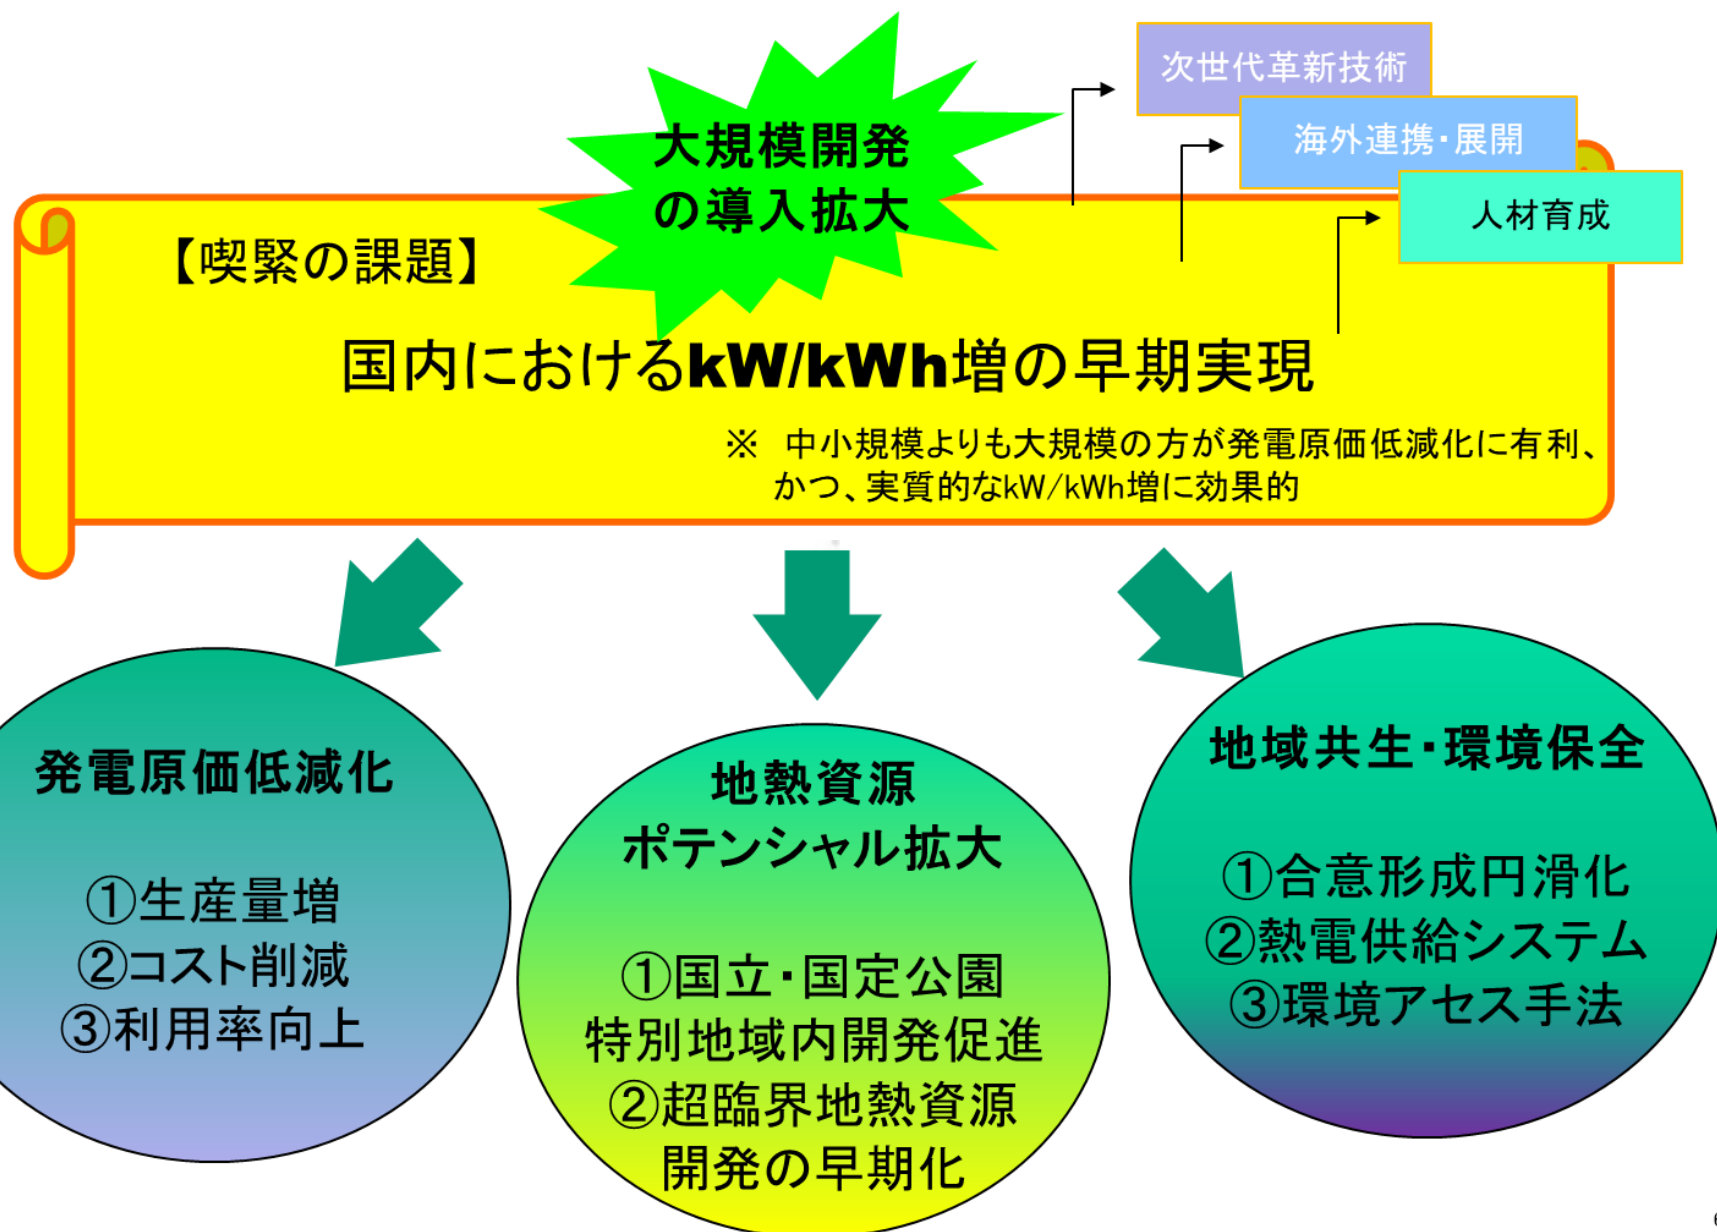 大規模開発
の導入拡大
次世代革新技術
海外連携・展開
人材育成
【喫緊の課題】
国内におけるkW/kWh増の早期実現
※　中小規模よりも大規模の方が発電原価低減化に有利、
かつ、実質的なkW/kWh増に効果的
発電原価低減化
①生産量増
②コスト削減
③利用率向上
地熱資源
ポテンシャル拡大
①国立・国定公園
特別地域内開発促進
②超臨界地熱資源
開発の早期化
地域共生・環境保全
①合意形成円滑化
②熱電供給システム
③環境アセス手法